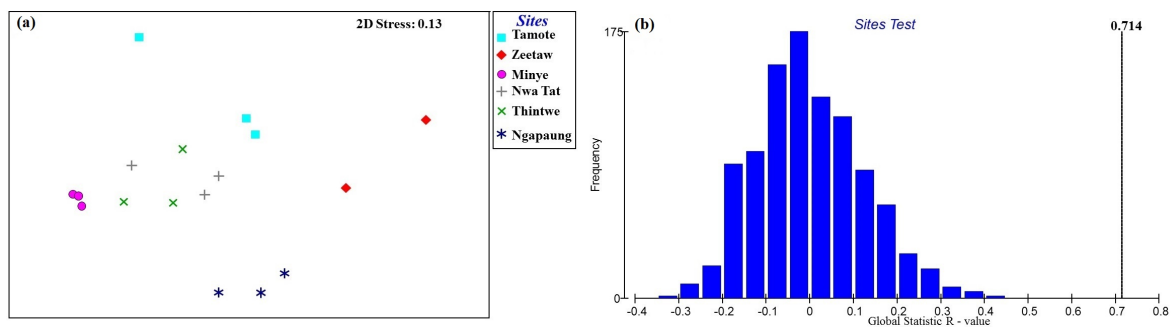 (a)
2D Stress: 0.13
Sites
Tamote
Zeetaw
Minye
Nwa Tat
Thintwe
Ngapaung
(b)
Sites Test
0.714
175
Frequency
0
-0.4 -0.3 -0.2 -0.1 0 0.1 0.2 0.3 0.4 0.5 0.6 0.7 0.8
Global Statistic R - value